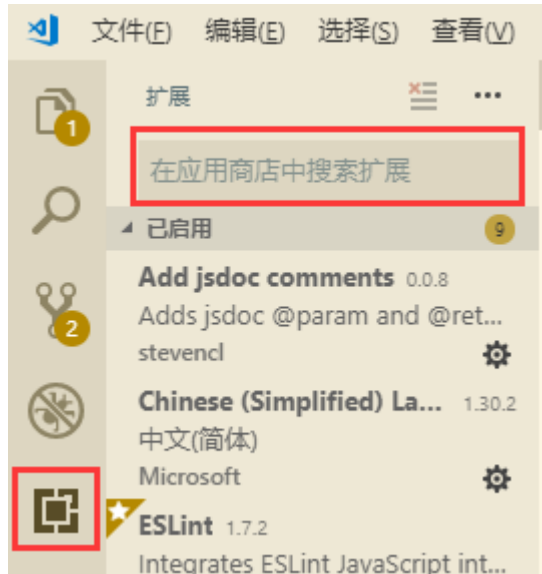 文件(F) 编辑(E) 选择(S) 查看(V)
扩展
1
在应用商店中搜索扩展
已启用 9
Add jsdoc comments 0.0.8
Adds jsdoc @param and @ret...
2
stevencl
Chinese (Simplified) La... 1.30.2
中文(简体)
Microsoft
ESLint 1.7.2
Integrates ESLint JavaScript int...